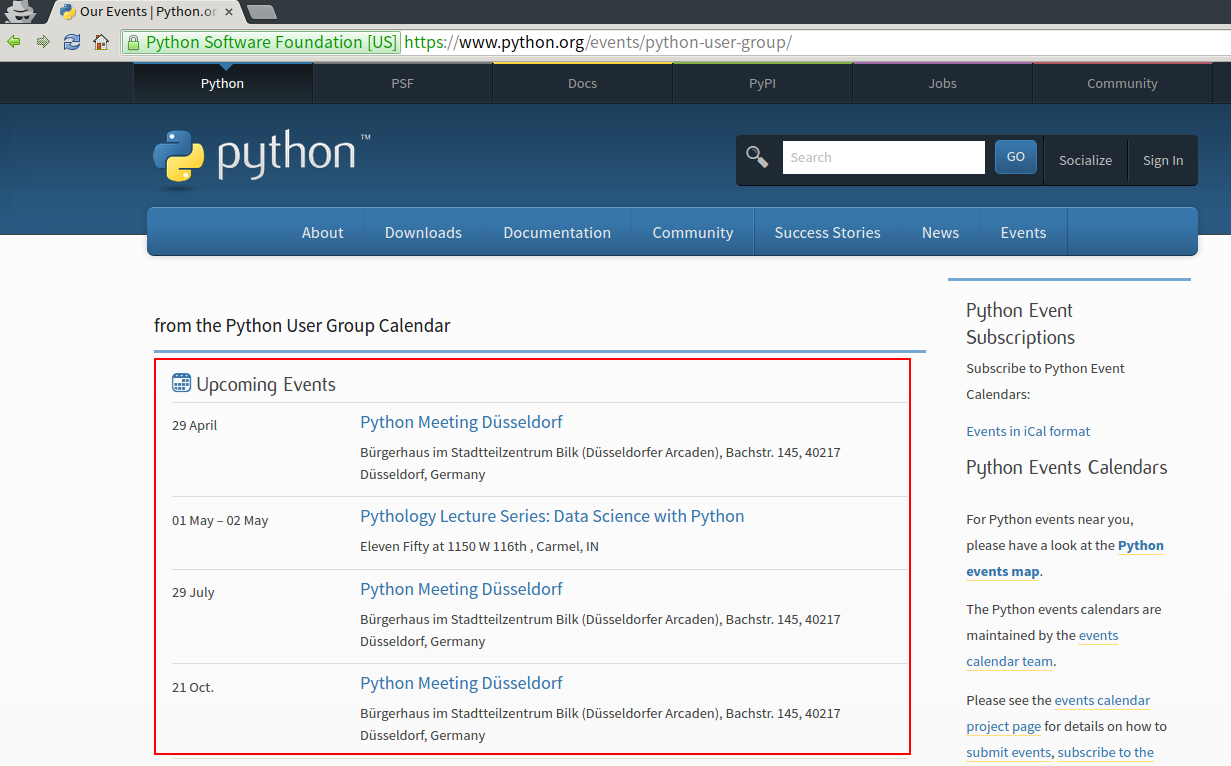 Our Events | Python.or
Python Software Foundation [US] https://www.python.org/events/python-user-group/
Python PSF Docs PyPI Jobs Community
python™
Search GO Socialize Sign In
About Downloads Documentation Community Success Stories News Events
from the Python User Group Calendar
Upcoming Events
29 April
Python Meeting Düsseldorf
Bürgerhaus im Stadtteilzentrum Bilk (Düsseldorfer Arcaden), Bachstr. 145, 40217
Düsseldorf, Germany
01 May – 02 May
Pythology Lecture Series: Data Science with Python
Eleven Fifty at 1150 W 116th , Carmel, IN
29 July
Python Meeting Düsseldorf
Bürgerhaus im Stadtteilzentrum Bilk (Düsseldorfer Arcaden), Bachstr. 145, 40217
Düsseldorf, Germany
21 Oct.
Python Meeting Düsseldorf
Bürgerhaus im Stadtteilzentrum Bilk (Düsseldorfer Arcaden), Bachstr. 145, 40217
Düsseldorf, Germany
Python Event
Subscriptions
Subscribe to Python Event
Calendars:
Events in iCal format
Python Events Calendars
For Python events near you,
please have a look at the Python
events map.
The Python events calendars are
maintained by the events
calendar team.
Please see the events calendar
project page for details on how to
submit events, subscribe to the